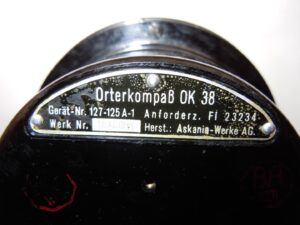 Orterkompaß OK 38
Gerät-Nr. 127-125 A-1 Anforderz. Fl 23234
Werk Nr. Herst.: Askania-Werke AG.